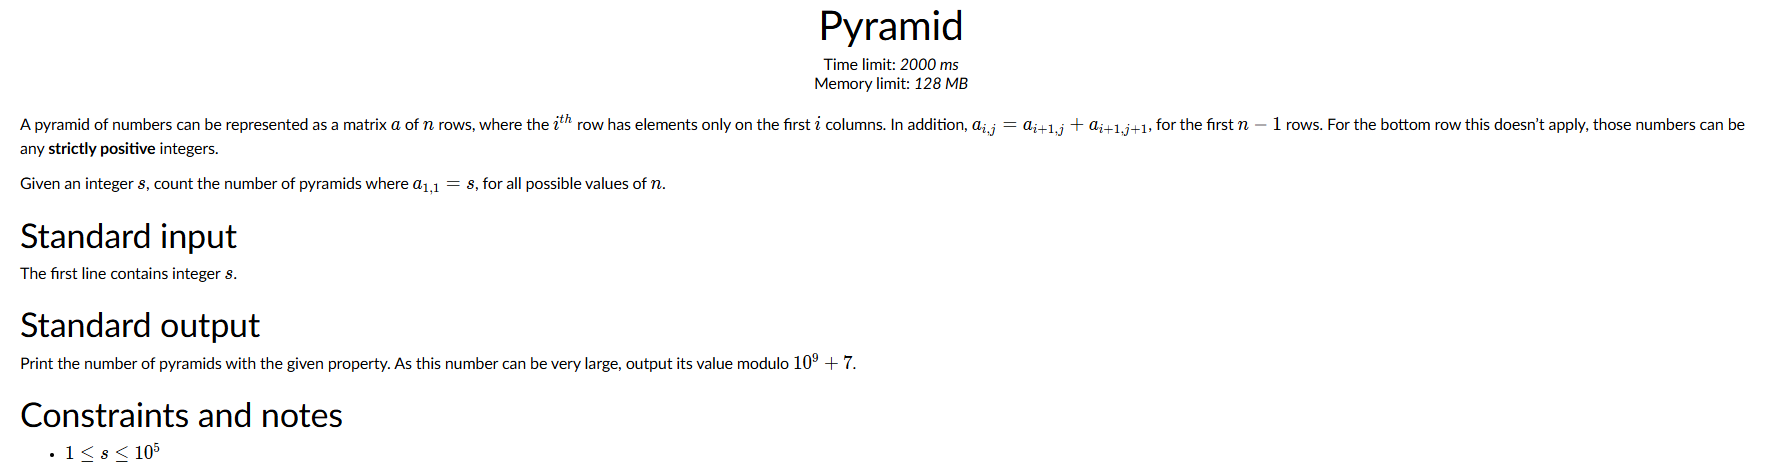 Pyramid
Time limit: 2000 ms
Memory limit: 128 MB
A pyramid of numbers can be represented as a matrix a of n rows, where the i^{th} row has elements only on the first i columns. In addition, a_{i,j} = a_{i+1,j} + a_{i+1,j+1}, for the first n − 1 rows. For the bottom row this doesn't apply, those numbers can be
any strictly positive integers.
Given an integer s, count the number of pyramids where a_{1,1} = s, for all possible values of n.
Standard input
The first line contains integer s.
Standard output
Print the number of pyramids with the given property. As this number can be very large, output its value modulo 10^9 + 7.
Constraints and notes
• 1 ≤ s ≤ 10^5